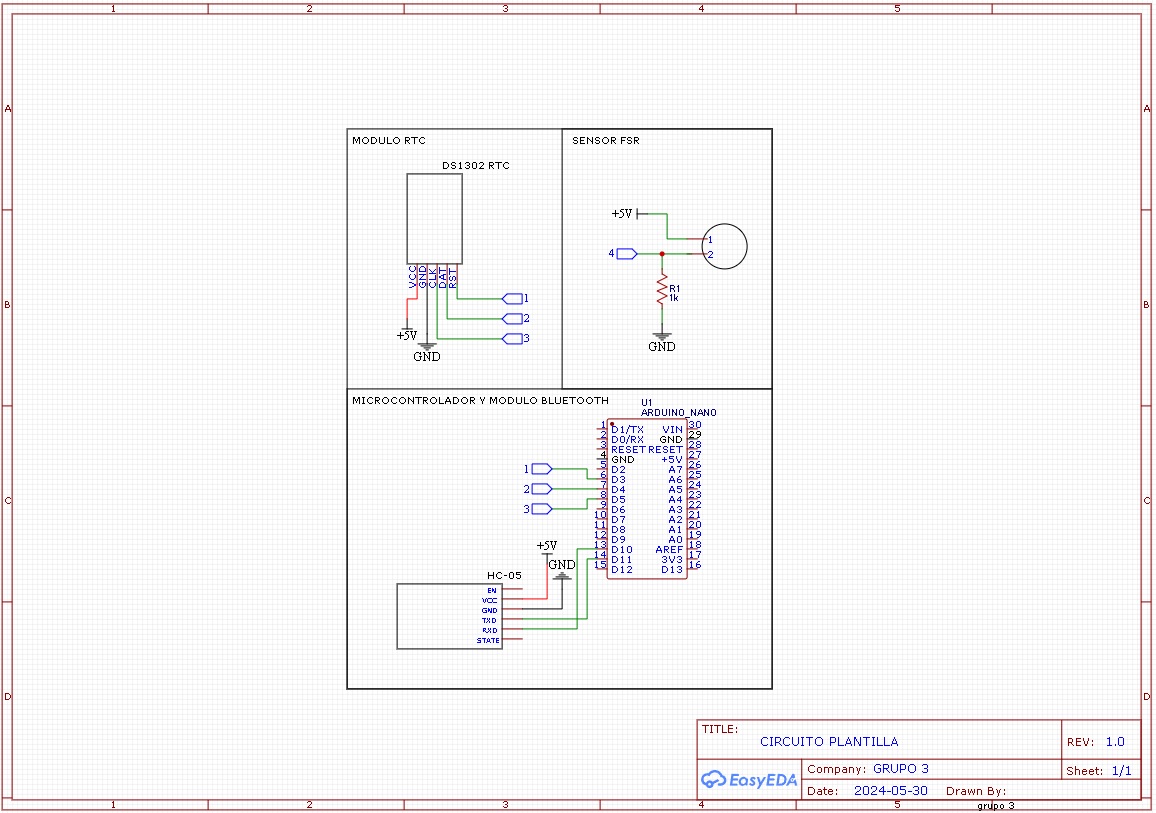 1 2 3 4 5
A A
B B
C C
D D
MODULO RTC
DS1302 RTC
VCC
GND
CLK
DAT
RST
1
2
3
+5V
GND
SENSOR FSR
+5V
4
1
2
R1
1k
GND
MICROCONTROLADOR Y MODULO BLUETOOTH
U1
ARDUINO_NANO
1 D1/TX VIN 30
2 D0/RX GND 29
3 RESET RESET 28
4 GND +5V 27
5 D2 A7 26
6 D3 A6 25
7 D4 A5 24
8 D5 A4 23
9 D6 A3 22
10 D7 A2 21
11 D8 A1 20
12 D9 A0 19
13 D10 AREF 18
14 D11 3V3 17
15 D12 D13 16
1
2
3
+5V
GND
HC-05
EN
VCC
GND
TXD
RXD
STATE
TITLE:
CIRCUITO PLANTILLA
REV: 1.0
EasyEDA
Company: GRUPO 3
Sheet: 1/1
Date: 2024-05-30 Drawn By:
grupo 3
1 2 3 4 5